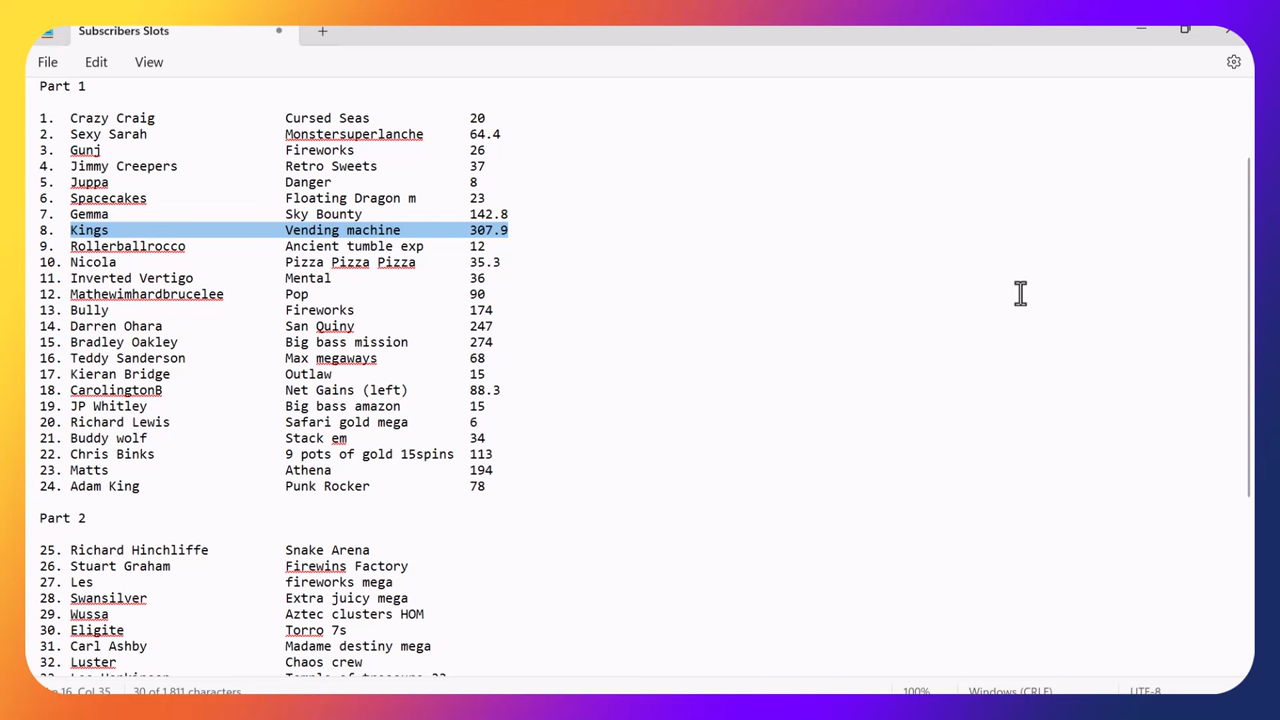 Subscribers Slots
File Edit View
Part 1
1. Crazy Craig Cursed Seas 20
2. Sexy Sarah Monstersuperlanche 64.4
3. Gunj Fireworks 26
4. Jimmy Creepers Retro Sweets 37
5. Juppa Danger 8
6. Spacecakes Floating Dragon m 23
7. Gemma Sky Bounty 142.8
8. Kings Vending machine 307.9
9. Rollerballrocco Ancient tumble exp 12
10. Nicola Pizza Pizza Pizza 35.3
11. Inverted Vertigo Mental 36
12. Mathewimhardbrucelee Pop 90
13. Bully Fireworks 174
14. Darren Ohara San Quiny 247
15. Bradley Oakley Big bass mission 274
16. Teddy Sanderson Max megaways 68
17. Kieran Bridge Outlaw 15
18. CarolingtonB Net Gains (left) 88.3
19. JP Whitley Big bass amazon 15
20. Richard Lewis Safari gold mega 6
21. Buddy wolf Stack em 34
22. Chris Binks 9 pots of gold 15spins 113
23. Matts Athena 194
24. Adam King Punk Rocker 78
Part 2
25. Richard Hinchliffe Snake Arena
26. Stuart Graham Firewins Factory
27. Les fireworks mega
28. Swansilver Extra juicy mega
29. Wussa Aztec clusters HOM
30. Eligite Torro 7s
31. Carl Ashby Madame destiny mega
32. Luster Chaos crew
16, Col 35 30 of 1,811 characters 100% Windows (CRLF) UTF-8